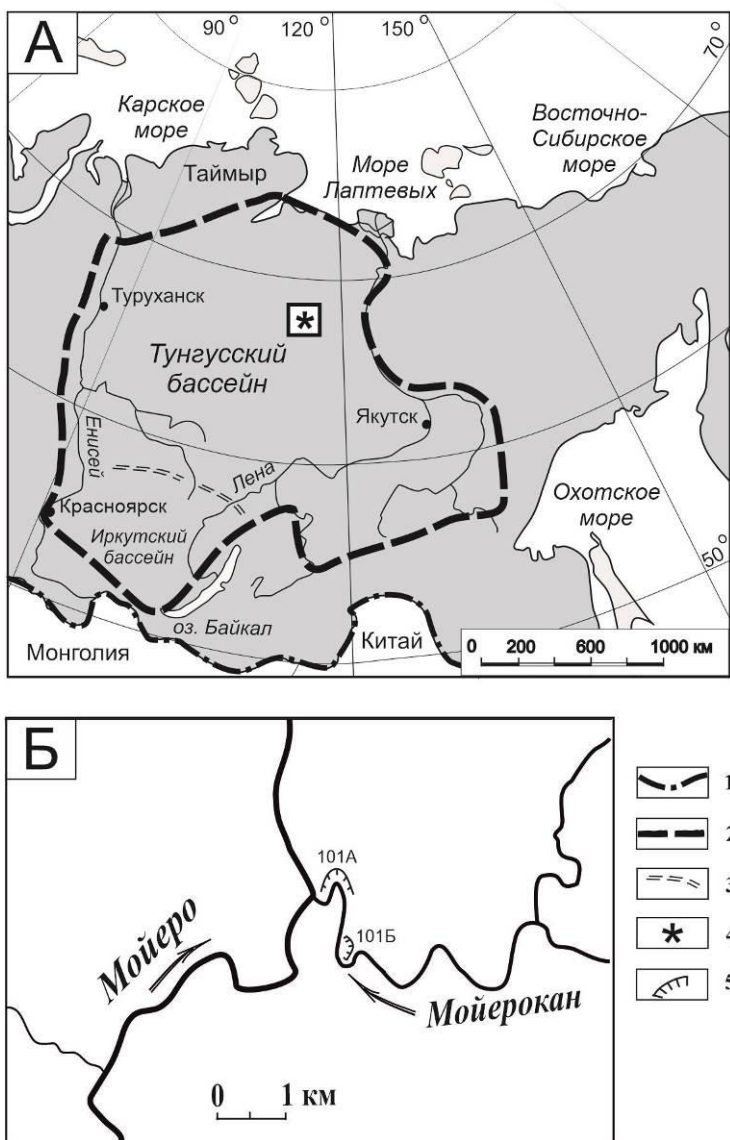 А
90 °
120 °
150 °
70 °
Карское
море
Восточно-
Сибирское
море
Таймыр
Море
Лаптевых
Туруханск
Тунгусский
бассейн
Якутск
Енисей
Лена
Охотское
море
Красноярск
Иркутский
бассейн
50 °
оз. Байкал
Монголия
Китай
0 200 600 1000 км
Б
1
2
3
4
5
101А
101Б
Мойеро
Мойерокан
0 1 км